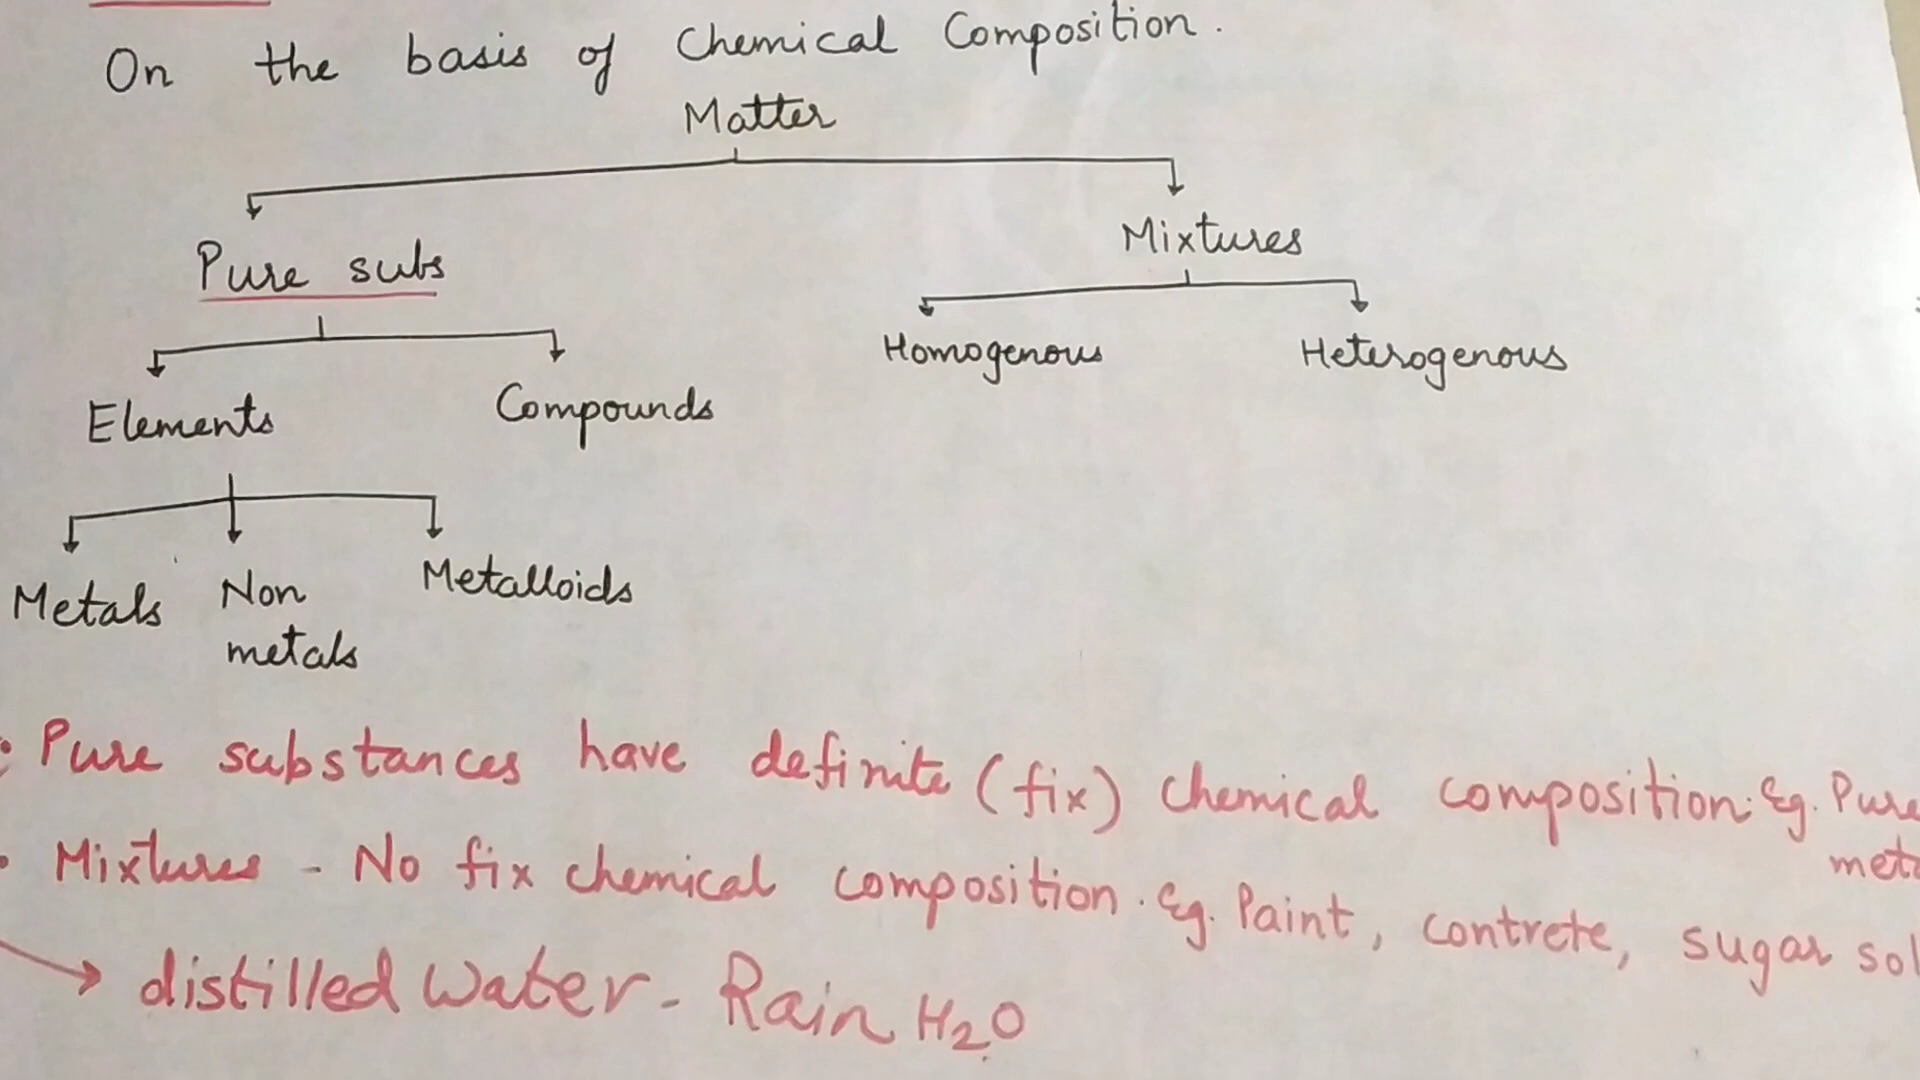 On the basis of Chemical Composition.
Matter
Pure subs
Mixtures
Homogenous
Heterogenous
Elements
Compounds
Metals
Non metals
Metalloids
Pure substances have definite (fix) chemical composition. Eg. Pure
Mixtures - No fix chemical composition. Eg. Paint, contrete, sugar sol
→ distilled Water - Rain H2O